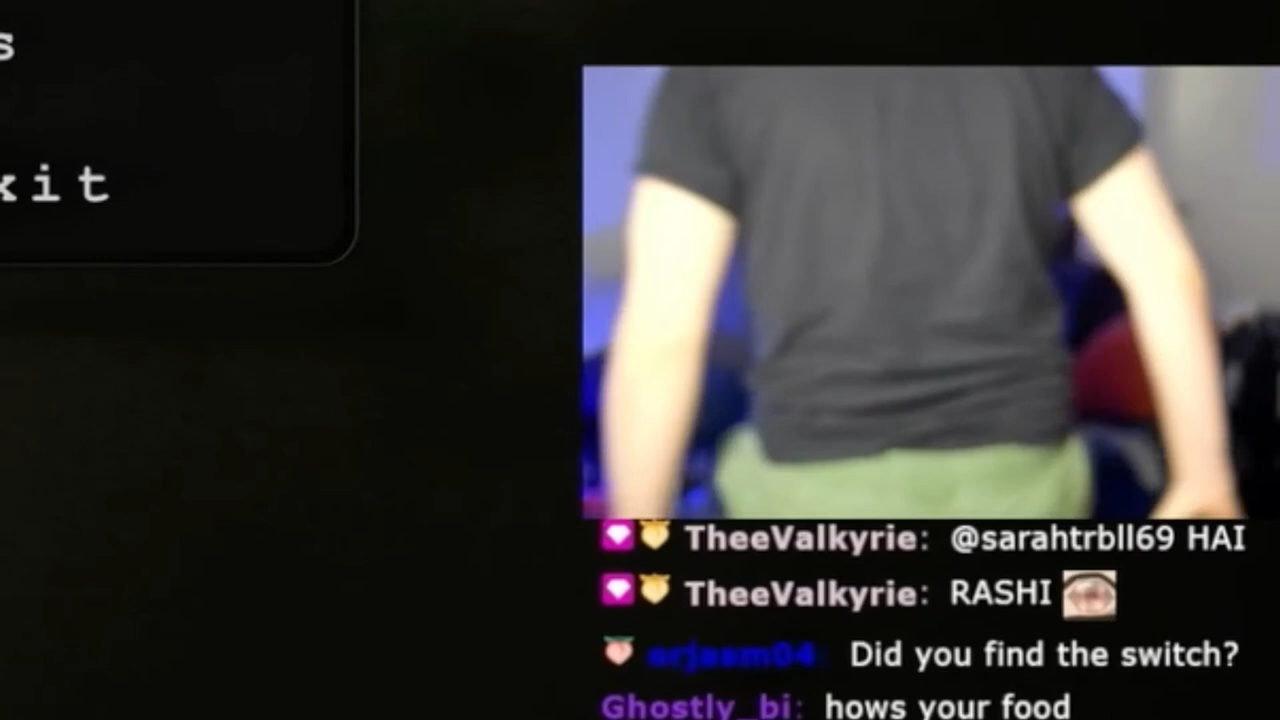 s
xit
TheeValkyrie: @sarahtrbll69 HAI
TheeValkyrie: RASHI
Did you find the switch?
Ghostly_bi: hows your food